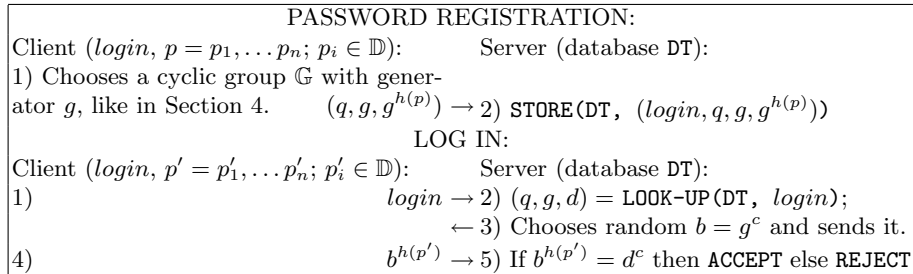 PASSWORD REGISTRATION:
Client (login, p = p₁, … pₙ; pᵢ ∈ 𝔻): Server (database DT):
1) Chooses a cyclic group 𝔾 with gener-
ator g, like in Section 4. (q, g, g^{h(p)}) → 2) STORE(DT, (login, q, g, g^{h(p)}))
LOG IN:
Client (login, p′ = p′₁, … p′ₙ; p′ᵢ ∈ 𝔻): Server (database DT):
1) login → 2) (q, g, d) = LOOK-UP(DT, login);
← 3) Chooses random b = g^c and sends it.
4) b^{h(p′)} → 5) If b^{h(p′)} = d^c then ACCEPT else REJECT